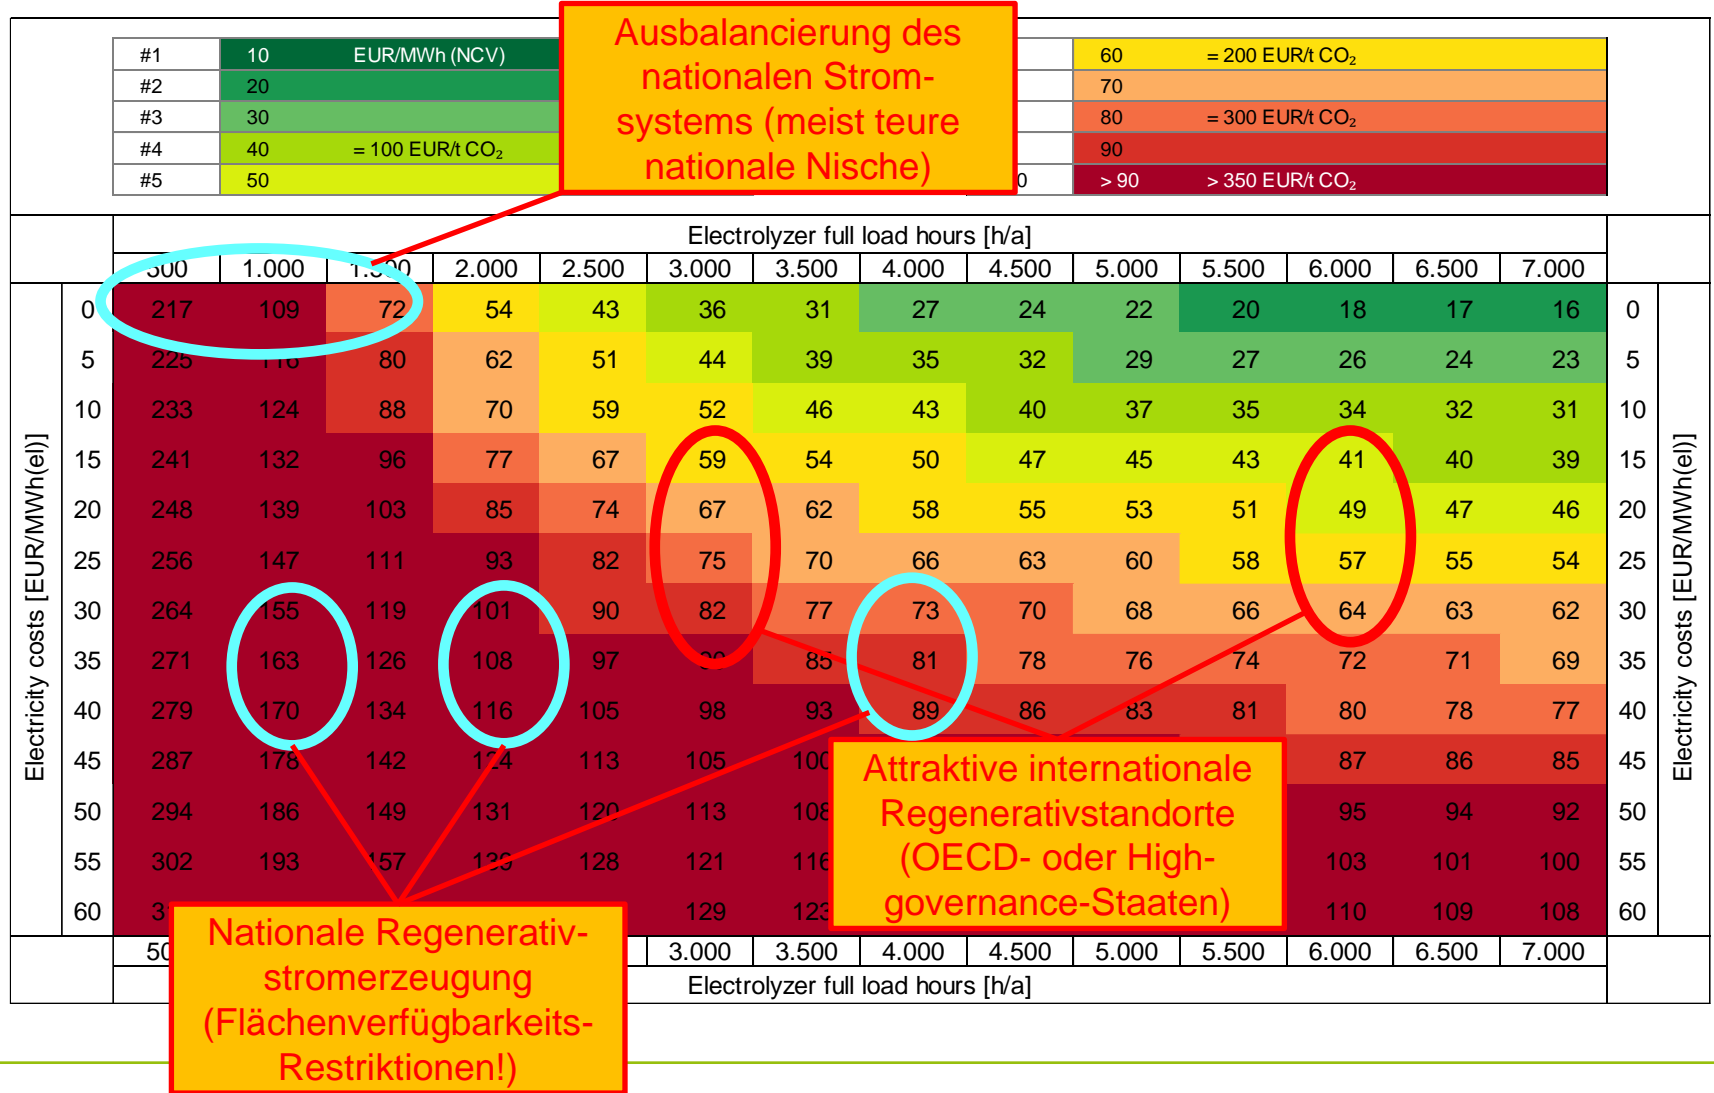 Ausbalancierung des
nationalen Strom-
systems (meist teure
nationale Nische)
#1 10 EUR/MWh (NCV) 60 = 200 EUR/t CO₂
#2 20 70
#3 30 80 = 300 EUR/t CO₂
#4 40 = 100 EUR/t CO₂ 90
#5 50 0 > 90 > 350 EUR/t CO₂
Electrolyzer full load hours [h/a]
500 1.000 1.500 2.000 2.500 3.000 3.500 4.000 4.500 5.000 5.500 6.000 6.500 7.000
Electricity costs [EUR/MWh(el)]
0 217 109 72 54 43 36 31 27 24 22 20 18 17 16 0
5 225 116 80 62 51 44 39 35 32 29 27 26 24 23 5
10 233 124 88 70 59 52 46 43 40 37 35 34 32 31 10
15 241 132 96 77 67 59 54 50 47 45 43 41 40 39 15
20 248 139 103 85 74 67 62 58 55 53 51 49 47 46 20
25 256 147 111 93 82 75 70 66 63 60 58 57 55 54 25
30 264 155 119 101 90 82 77 73 70 68 66 64 63 62 30
35 271 163 126 108 97 85 81 78 76 74 72 71 69 35
40 279 170 134 116 105 98 93 89 86 83 81 80 78 77 40
45 287 178 142 124 113 105 100 87 86 85 45
50 294 186 149 131 120 113 108 95 94 92 50
55 302 193 157 128 121 116 103 101 100 55
60 3 129 123 110 109 108 60
Electricity costs [EUR/MWh(el)]
Attraktive internationale
Regenerativstandorte
(OECD- oder High-
governance-Staaten)
50 3.000 3.500 4.000 4.500 5.000 5.500 6.000 6.500 7.000
Electrolyzer full load hours [h/a]
Nationale Regenerativ-
stromerzeugung
(Flächenverfügbarkeits-
Restriktionen!)